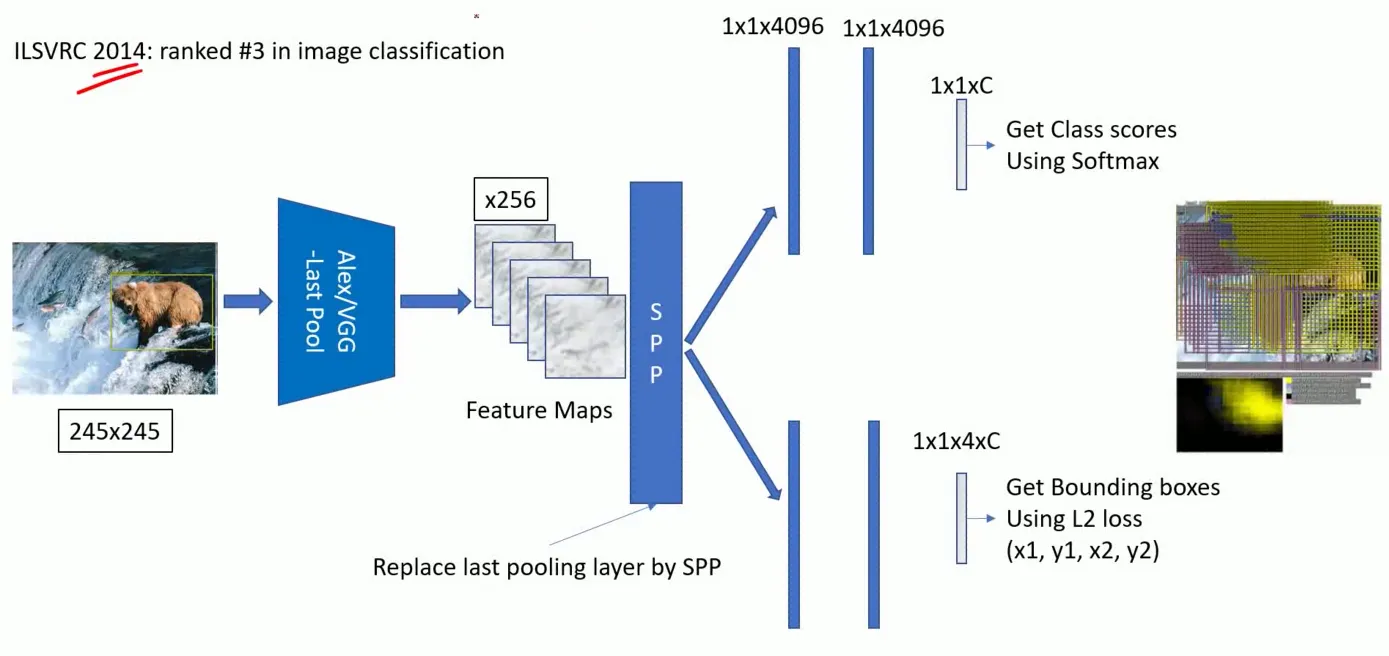 ILSVRC 2014: ranked #3 in image classification
1x1x4096
1x1x4096
1x1xC
Get Class scores
Using Softmax
x256
Alex/VGG
-Last Pool
S
P
P
245x245
Feature Maps
Replace last pooling layer by SPP
1x1x4xC
Get Bounding boxes
Using L2 loss
(x1, y1, x2, y2)